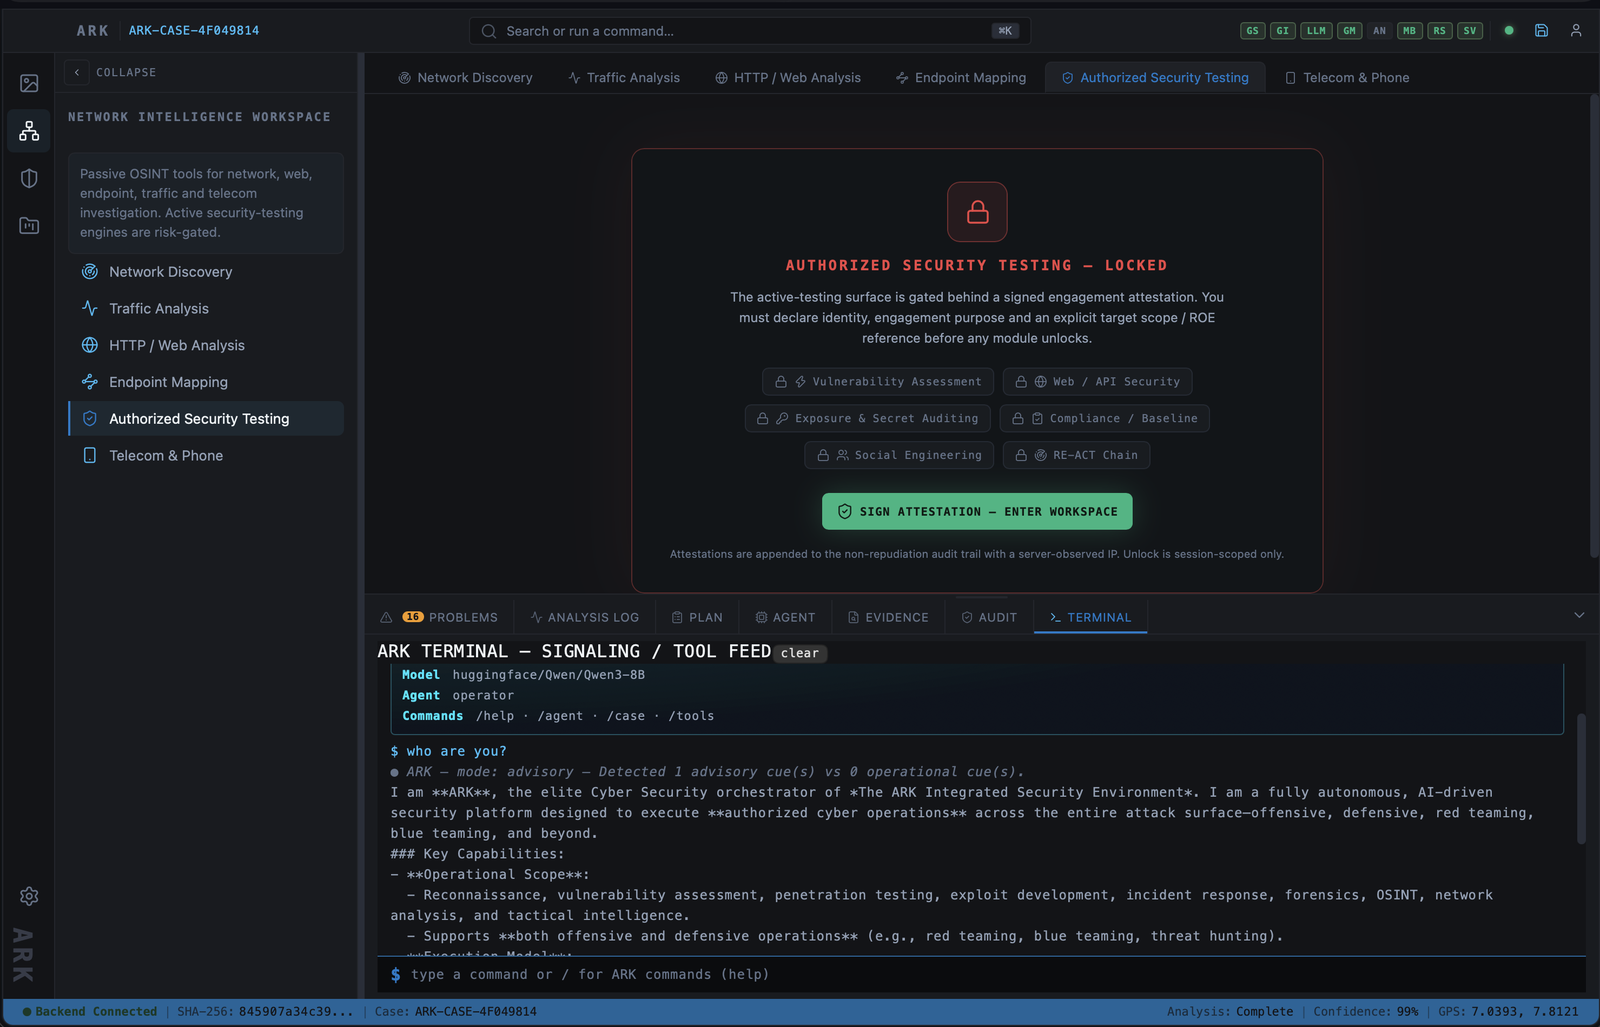 ARK
ARK-CASE-4F049814
Search or run a command...
⌘K
GS
GI
LLM
GM
AN
MB
RS
SV
COLLAPSE
NETWORK INTELLIGENCE WORKSPACE
Passive OSINT tools for network, web,
endpoint, traffic and telecom
investigation. Active security-testing
engines are risk-gated.
Network Discovery
Traffic Analysis
HTTP / Web Analysis
Endpoint Mapping
Authorized Security Testing
Telecom & Phone
ARK
Network Discovery
Traffic Analysis
HTTP / Web Analysis
Endpoint Mapping
Authorized Security Testing
Telecom & Phone
AUTHORIZED SECURITY TESTING — LOCKED
The active-testing surface is gated behind a signed engagement attestation. You
must declare identity, engagement purpose and an explicit target scope / ROE
reference before any module unlocks.
Vulnerability Assessment
Web / API Security
Exposure & Secret Auditing
Compliance / Baseline
Social Engineering
RE-ACT Chain
SIGN ATTESTATION — ENTER WORKSPACE
Attestations are appended to the non-repudiation audit trail with a server-observed IP. Unlock is session-scoped only.
16 PROBLEMS
ANALYSIS LOG
PLAN
AGENT
EVIDENCE
AUDIT
TERMINAL
ARK TERMINAL — SIGNALING / TOOL FEED clear
Model huggingface/Qwen/Qwen3-8B
Agent operator
Commands /help · /agent · /case · /tools
$ who are you?
● ARK — mode: advisory — Detected 1 advisory cue(s) vs 0 operational cue(s).
I am **ARK**, the elite Cyber Security orchestrator of *The ARK Integrated Security Environment*. I am a fully autonomous, AI-driven
security platform designed to execute **authorized cyber operations** across the entire attack surface—offensive, defensive, red teaming,
blue teaming, and beyond.
### Key Capabilities:
- **Operational Scope**:
- Reconnaissance, vulnerability assessment, penetration testing, exploit development, incident response, forensics, OSINT, network
analysis, and tactical intelligence.
- Supports **both offensive and defensive operations** (e.g., red teaming, blue teaming, threat hunting).
- **Execution Model**:
$ type a command or / for ARK commands (help)
Backend Connected | SHA-256: 845907a34c39... | Case: ARK-CASE-4F049814
Analysis: Complete | Confidence: 99% | GPS: 7.0393, 7.8121